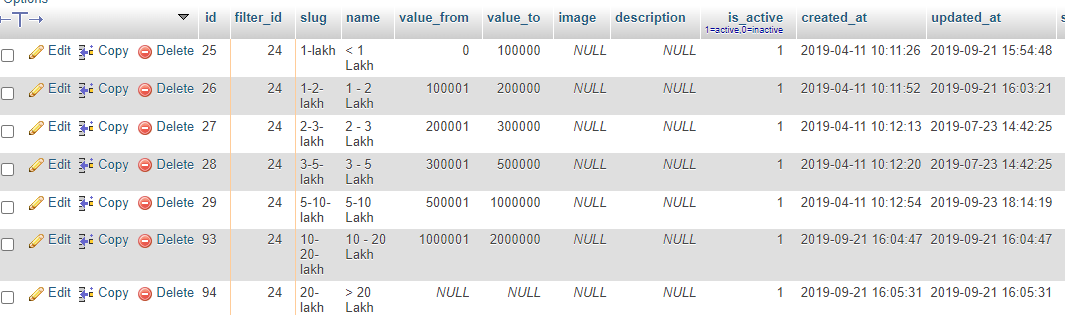 Options
id filter_id slug name value_from value_to image description is_active created_at updated_at
1=active,0=inactive
Edit Copy Delete 25 24 1-lakh < 1 0 100000 NULL NULL 1 2019-04-11 10:11:26 2019-09-21 15:54:48
Lakh
Edit Copy Delete 26 24 1-2- 1 - 2 100001 200000 NULL NULL 1 2019-04-11 10:11:52 2019-09-21 16:03:21
lakh Lakh
Edit Copy Delete 27 24 2-3- 2 - 3 200001 300000 NULL NULL 1 2019-04-11 10:12:13 2019-07-23 14:42:25
lakh Lakh
Edit Copy Delete 28 24 3-5- 3 - 5 300001 500000 NULL NULL 1 2019-04-11 10:12:20 2019-07-23 14:42:25
lakh Lakh
Edit Copy Delete 29 24 5-10- 5-10 500001 1000000 NULL NULL 1 2019-04-11 10:12:54 2019-09-23 18:14:19
lakh Lakh
Edit Copy Delete 93 24 10- 10 - 20 1000001 2000000 NULL NULL 1 2019-09-21 16:04:47 2019-09-21 16:04:47
20- Lakh
lakh
Edit Copy Delete 94 24 20- > 20 NULL NULL NULL NULL 1 2019-09-21 16:05:31 2019-09-21 16:05:31
lakh Lakh